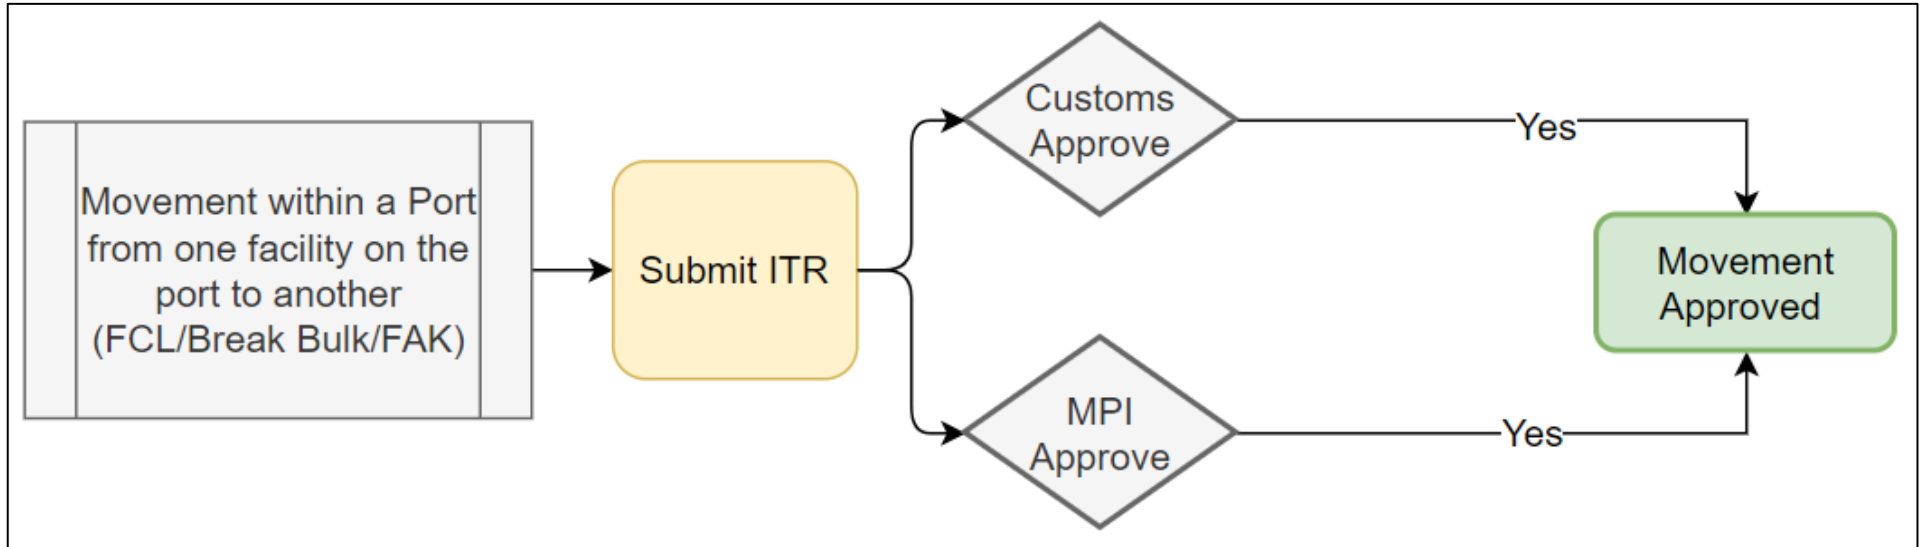 Movement within a Port
from one facility on the
port to another
(FCL/Break Bulk/FAK)
Submit ITR
Customs
Approve
Yes
MPI
Approve
Yes
Movement
Approved